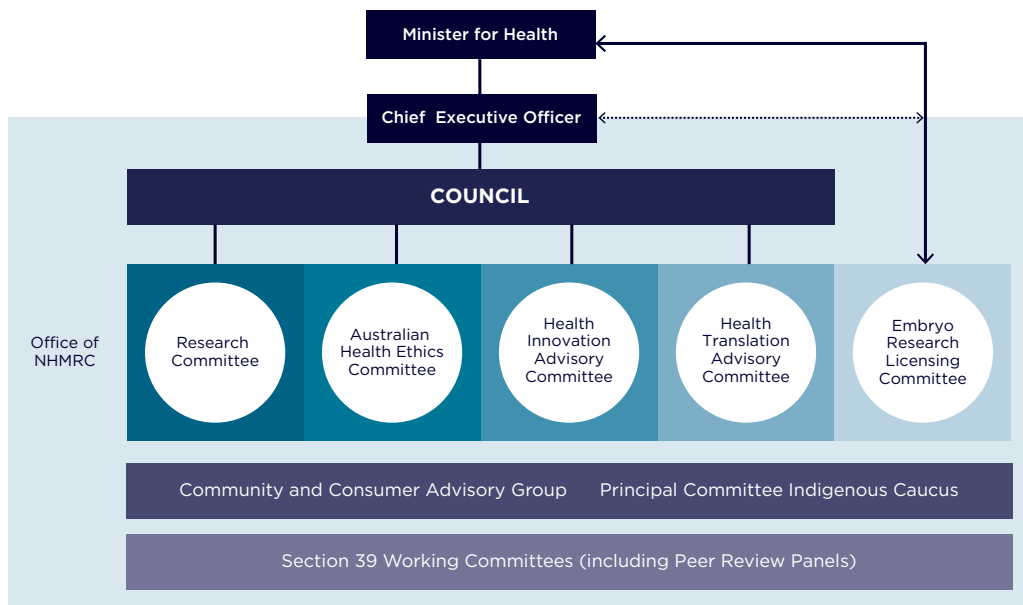 Minister for Health
Chief Executive Officer
COUNCIL
Office of
NHMRC
Research
Committee
Australian
Health Ethics
Committee
Health
Innovation
Advisory
Committee
Health
Translation
Advisory
Committee
Embryo
Research
Licensing
Committee
Community and Consumer Advisory Group
Principal Committee Indigenous Caucus
Section 39 Working Committees (including Peer Review Panels)